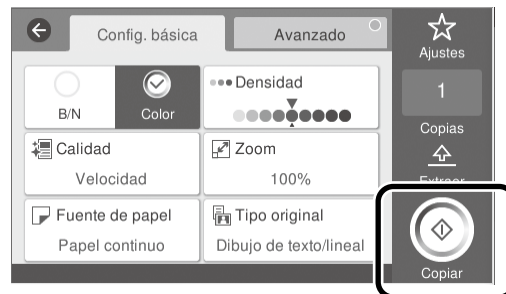 Config. básica
Avanzado
Ajustes
B/N
Color
Densidad
1
Copias
Calidad
Velocidad
Zoom
100%
Extraer
Fuente de papel
Papel continuo
Tipo original
Dibujo de texto/lineal
Copiar